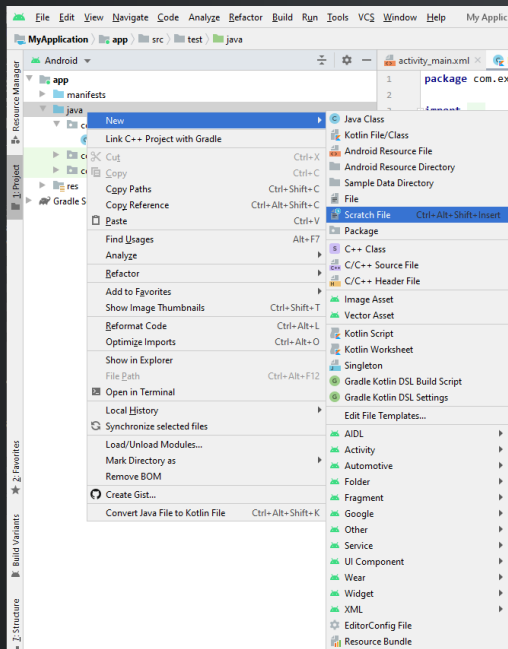 File Edit View Navigate Code Analyze Refactor Build Run Tools VCS Window Help My Applic
MyApplication app src test java
Android
activity_main.xml
Resource Manager
1: Project
app
manifests
java
co
co
co
res
Gradle S
1 package com.ex
2
import
New
Link C++ Project with Gradle
Cut Ctrl+X
Copy Ctrl+C
Copy Paths Ctrl+Shift+C
Copy Reference Ctrl+Alt+Shift+C
Paste Ctrl+V
Find Usages Alt+F7
Analyze
Refactor
Add to Favorites
Show Image Thumbnails Ctrl+Shift+T
Reformat Code Ctrl+Alt+L
Optimize Imports Ctrl+Alt+O
Show in Explorer
File Path Ctrl+Alt+F12
Open in Terminal
Local History
Synchronize selected files
Load/Unload Modules...
Mark Directory as
Remove BOM
Create Gist...
Convert Java File to Kotlin File Ctrl+Alt+Shift+K
Java Class
Kotlin File/Class
Android Resource File
Android Resource Directory
Sample Data Directory
File
Scratch File Ctrl+Alt+Shift+Insert
Package
C++ Class
C/C++ Source File
C/C++ Header File
Image Asset
Vector Asset
Kotlin Script
Kotlin Worksheet
Singleton
Gradle Kotlin DSL Build Script
Gradle Kotlin DSL Settings
Edit File Templates...
AIDL
Activity
Automotive
Folder
Fragment
Google
Other
Service
UI Component
Wear
Widget
XML
EditorConfig File
Resource Bundle
2: Favorites
Build Variants
7: Structure